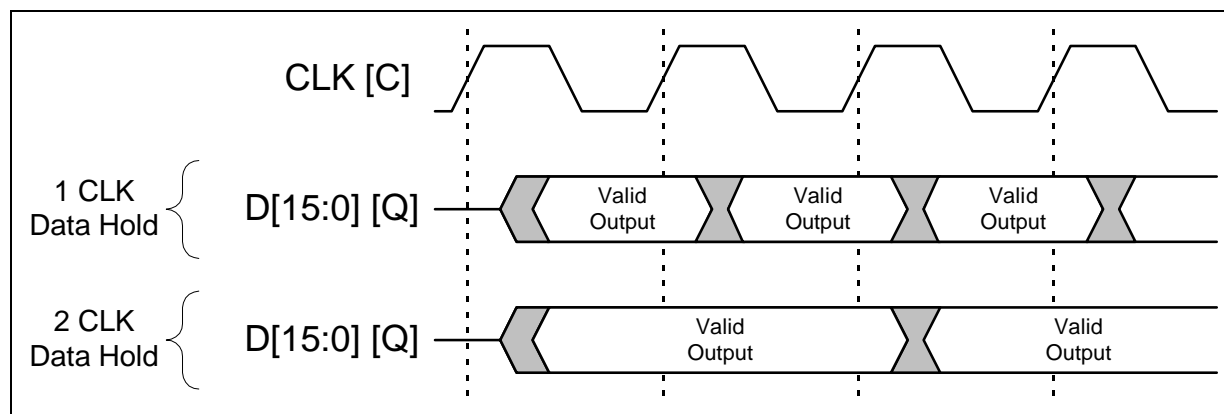 CLK [C]
1 CLK
Data Hold
D[15:0] [Q]
Valid
Output
Valid
Output
Valid
Output
2 CLK
Data Hold
D[15:0] [Q]
Valid
Output
Valid
Output